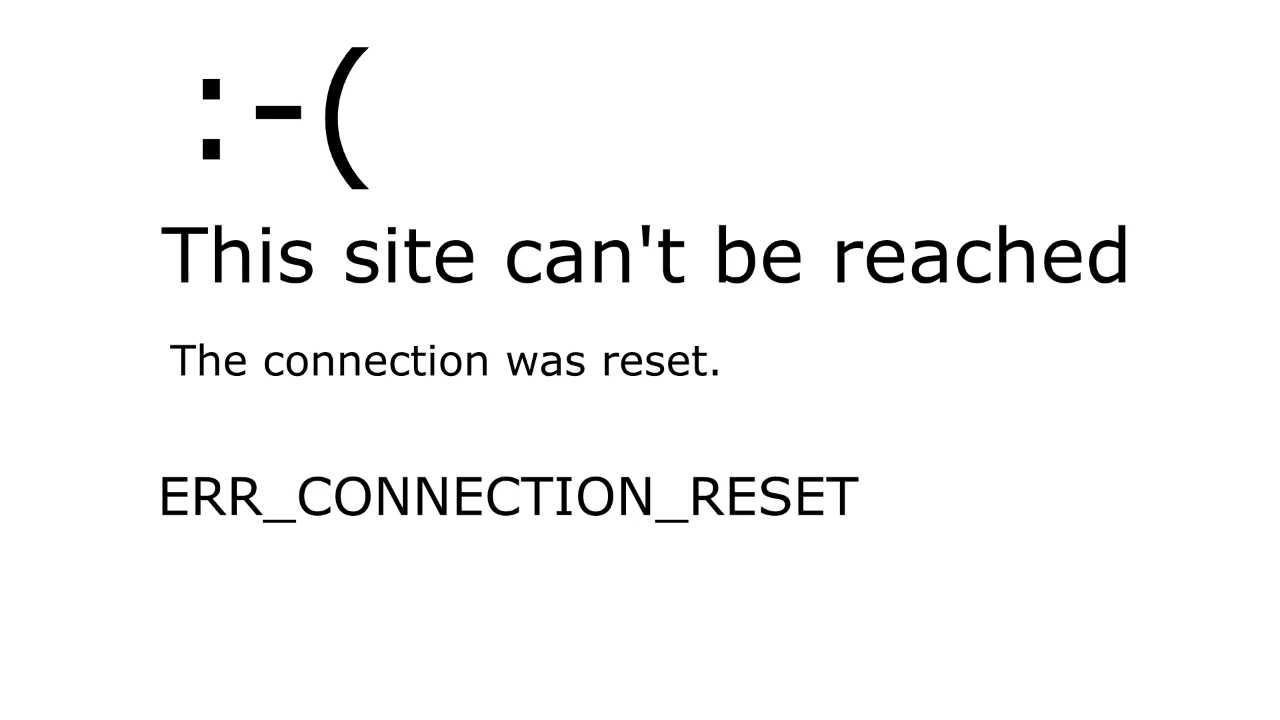 :-(
This site can't be reached
The connection was reset.
ERR_CONNECTION_RESET